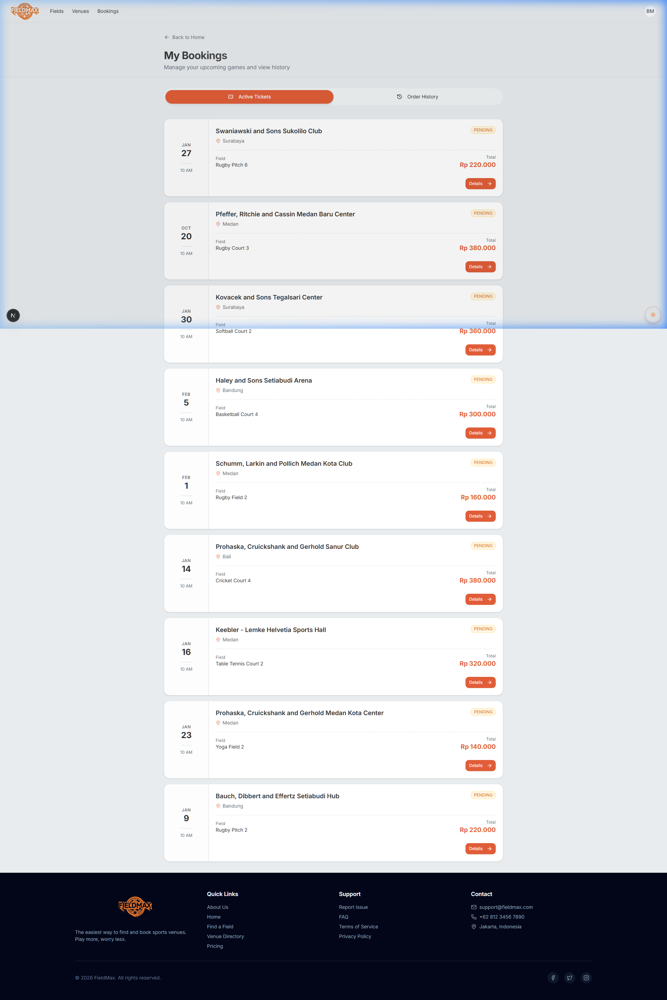 FIELDMAX
Fields
Venues
Bookings
BM
Back to Home
My Bookings
Manage your upcoming games and view history
Active Tickets
Order History
JAN
27
10 AM
Swaniawski and Sons Sukolilo Club
PENDING
Surabaya
Field
Rugby Pitch 6
Total
Rp 220.000
Details
OCT
20
10 AM
Pfeffer, Ritchie and Cassin Medan Baru Center
PENDING
Medan
Field
Rugby Court 3
Total
Rp 380.000
Details
JAN
30
10 AM
Kovacek and Sons Tegalsari Center
PENDING
Surabaya
Field
Softball Court 2
Total
Rp 360.000
Details
N
FEB
5
10 AM
Haley and Sons Setiabudi Arena
PENDING
Bandung
Field
Basketball Court 4
Total
Rp 300.000
Details
FEB
1
10 AM
Schumm, Larkin and Pollich Medan Kota Club
PENDING
Medan
Field
Rugby Field 2
Total
Rp 160.000
Details
JAN
14
10 AM
Prohaska, Cruickshank and Gerhold Sanur Club
PENDING
Bali
Field
Cricket Court 4
Total
Rp 380.000
Details
JAN
16
10 AM
Keebler - Lemke Helvetia Sports Hall
PENDING
Medan
Field
Table Tennis Court 2
Total
Rp 320.000
Details
JAN
23
10 AM
Prohaska, Cruickshank and Gerhold Medan Kota Center
PENDING
Medan
Field
Yoga Field 2
Total
Rp 140.000
Details
JAN
9
10 AM
Bauch, Dibbert and Effertz Setiabudi Hub
PENDING
Bandung
Field
Rugby Pitch 2
Total
Rp 220.000
Details
FIELDMAX
The easiest way to find and book sports venues.
Play more, worry less.
Quick Links
About Us
Home
Find a Field
Venue Directory
Pricing
Support
Report Issue
FAQ
Terms of Service
Privacy Policy
Contact
support@fieldmax.com
+62 812 3456 7890
Jakarta, Indonesia
© 2026 FieldMax. All rights reserved.